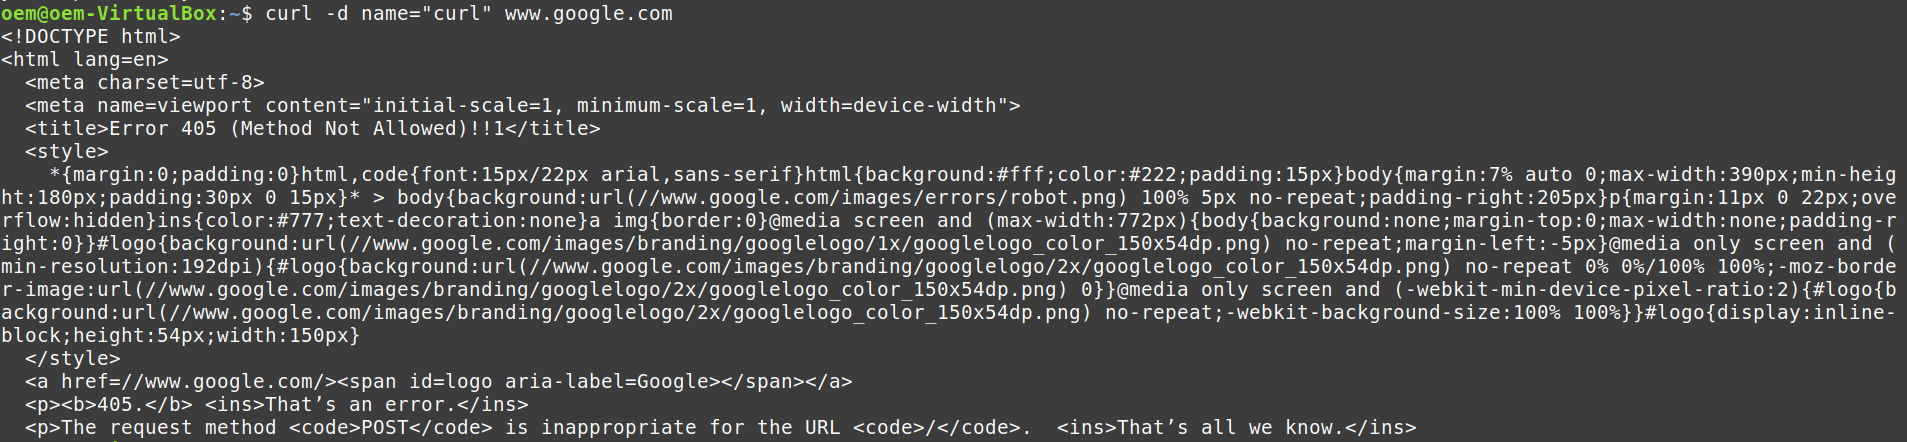 oem@oem-VirtualBox:~$ curl -d name="curl" www.google.com
<!DOCTYPE html>
<html lang=en>
  <meta charset=utf-8>
  <meta name=viewport content="initial-scale=1, minimum-scale=1, width=device-width">
  <title>Error 405 (Method Not Allowed)!!1</title>
  <style>
    *{margin:0;padding:0}html,code{font:15px/22px arial,sans-serif}html{background:#fff;color:#222;padding:15px}body{margin:7% auto 0;max-width:390px;min-heig
ht:180px;padding:30px 0 15px}* > body{background:url(//www.google.com/images/errors/robot.png) 100% 5px no-repeat;padding-right:205px}p{margin:11px 0 22px;ove
rflow:hidden}ins{color:#777;text-decoration:none}a img{border:0}@media screen and (max-width:772px){body{background:none;margin-top:0;max-width:none;padding-r
ight:0}}#logo{background:url(//www.google.com/images/branding/googlelogo/1x/googlelogo_color_150x54dp.png) no-repeat;margin-left:-5px}@media only screen and (
min-resolution:192dpi){#logo{background:url(//www.google.com/images/branding/googlelogo/2x/googlelogo_color_150x54dp.png) no-repeat 0% 0%/100% 100%;-moz-borde
r-image:url(//www.google.com/images/branding/googlelogo/2x/googlelogo_color_150x54dp.png) 0}}@media only screen and (-webkit-min-device-pixel-ratio:2){#logo{b
ackground:url(//www.google.com/images/branding/googlelogo/2x/googlelogo_color_150x54dp.png) no-repeat;-webkit-background-size:100% 100%}}#logo{display:inline-
block;height:54px;width:150px}
  </style>
  <a href=//www.google.com/><span id=logo aria-label=Google></span></a>
  <p><b>405.</b> <ins>That’s an error.</ins>
  <p>The request method <code>POST</code> is inappropriate for the URL <code>/</code>.  <ins>That’s all we know.</ins>